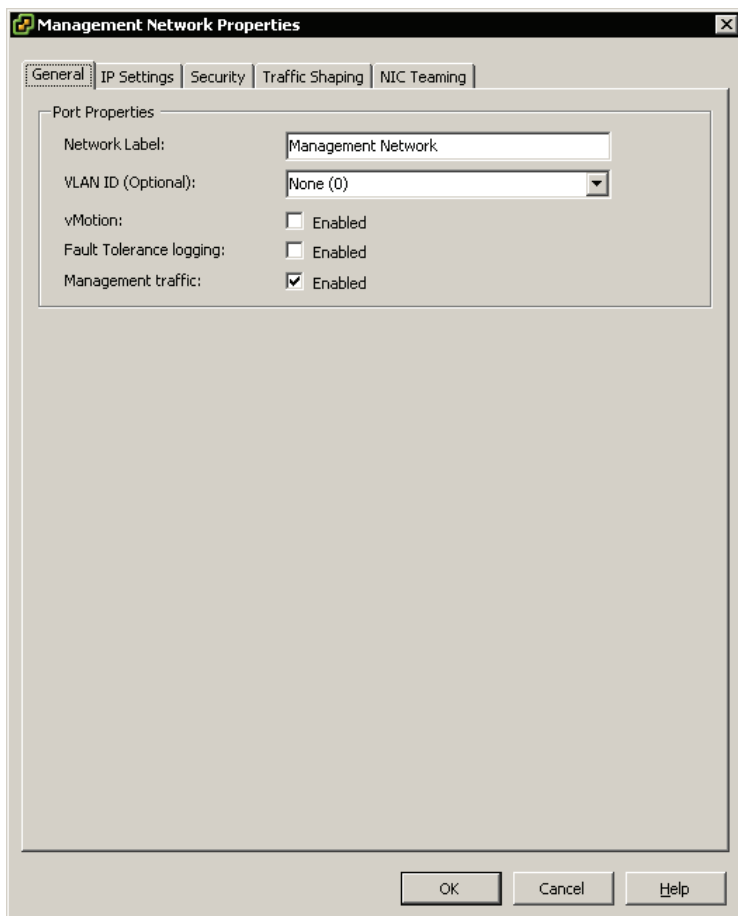 Management Network Properties
General IP Settings Security Traffic Shaping NIC Teaming
Port Properties
Network Label: Management Network
VLAN ID (Optional): None (0)
vMotion: Enabled
Fault Tolerance logging: Enabled
Management traffic: Enabled
OK Cancel Help